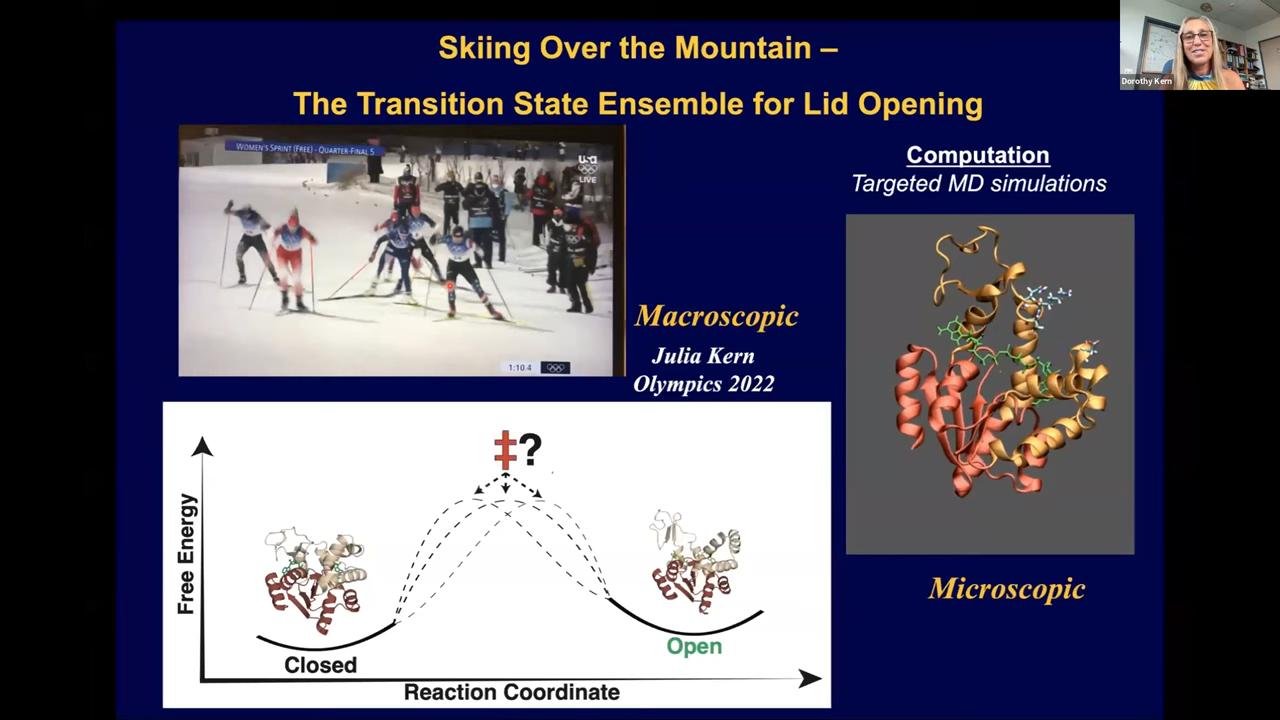 Skiing Over the Mountain –
The Transition State Ensemble for Lid Opening
Dorothy Kern
WOMEN'S SPRINT (FREE) - QUARTER-FINAL 5
usa
LIVE
1:10.4
Computation
Targeted MD simulations
Macroscopic
Julia Kern
Olympics 2022
‡?
Free Energy
Closed
Open
Reaction Coordinate
Microscopic